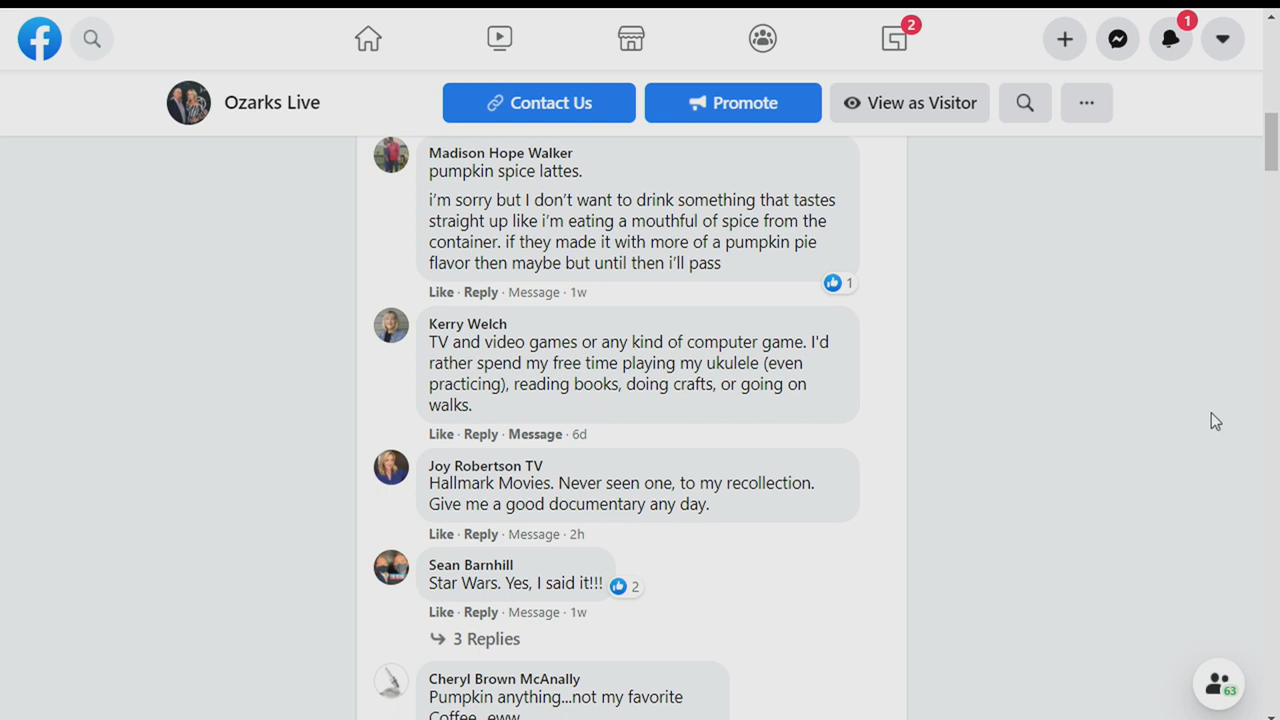 2
1
Ozarks Live
Contact Us
Promote
View as Visitor
Madison Hope Walker
pumpkin spice lattes.
i'm sorry but I don't want to drink something that tastes
straight up like i'm eating a mouthful of spice from the
container. if they made it with more of a pumpkin pie
flavor then maybe but until then i'll pass
1
Like · Reply · Message · 1w
Kerry Welch
TV and video games or any kind of computer game. I'd
rather spend my free time playing my ukulele (even
practicing), reading books, doing crafts, or going on
walks.
Like · Reply · Message · 6d
Joy Robertson TV
Hallmark Movies. Never seen one, to my recollection.
Give me a good documentary any day.
Like · Reply · Message · 2h
Sean Barnhill
Star Wars. Yes, I said it!!!
2
Like · Reply · Message · 1w
3 Replies
Cheryl Brown McAnally
Pumpkin anything...not my favorite
Coffee...eww
63